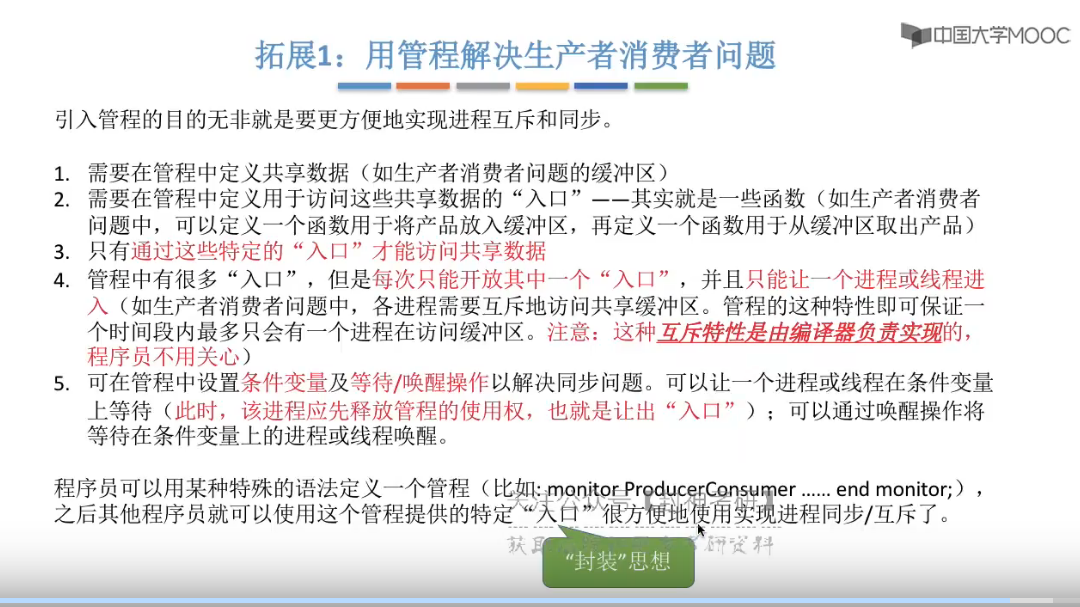 中国大学MOOC
拓展1：用管程解决生产者消费者问题
引入管程的目的无非就是要更方便地实现进程互斥和同步。
1. 需要在管程中定义共享数据（如生产者消费者问题的缓冲区）
2. 需要在管程中定义用于访问这些共享数据的“入口”——其实就是一些函数（如生产者消费者
问题中，可以定义一个函数用于将产品放入缓冲区，再定义一个函数用于从缓冲区取出产品）
3. 只有通过这些特定的“入口”才能访问共享数据
4. 管程中有很多“入口”，但是每次只能开放其中一个“入口”，并且只能让一个进程或线程进
入（如生产者消费者问题中，各进程需要互斥地访问共享缓冲区。管程的这种特性即可保证一
个时间段内最多只会有一个进程在访问缓冲区。注意：这种互斥特性是由编译器负责实现的，
程序员不用关心）
5. 可在管程中设置条件变量及等待/唤醒操作以解决同步问题。可以让一个进程或线程在条件变量
上等待（此时，该进程应先释放管程的使用权，也就是让出“入口”）；可以通过唤醒操作将
等待在条件变量上的进程或线程唤醒。
程序员可以用某种特殊的语法定义一个管程（比如: monitor ProducerConsumer …… end monitor;），
之后其他程序员就可以使用这个管程提供的特定“入口”很方便地使用实现进程同步/互斥了。
“封装”思想